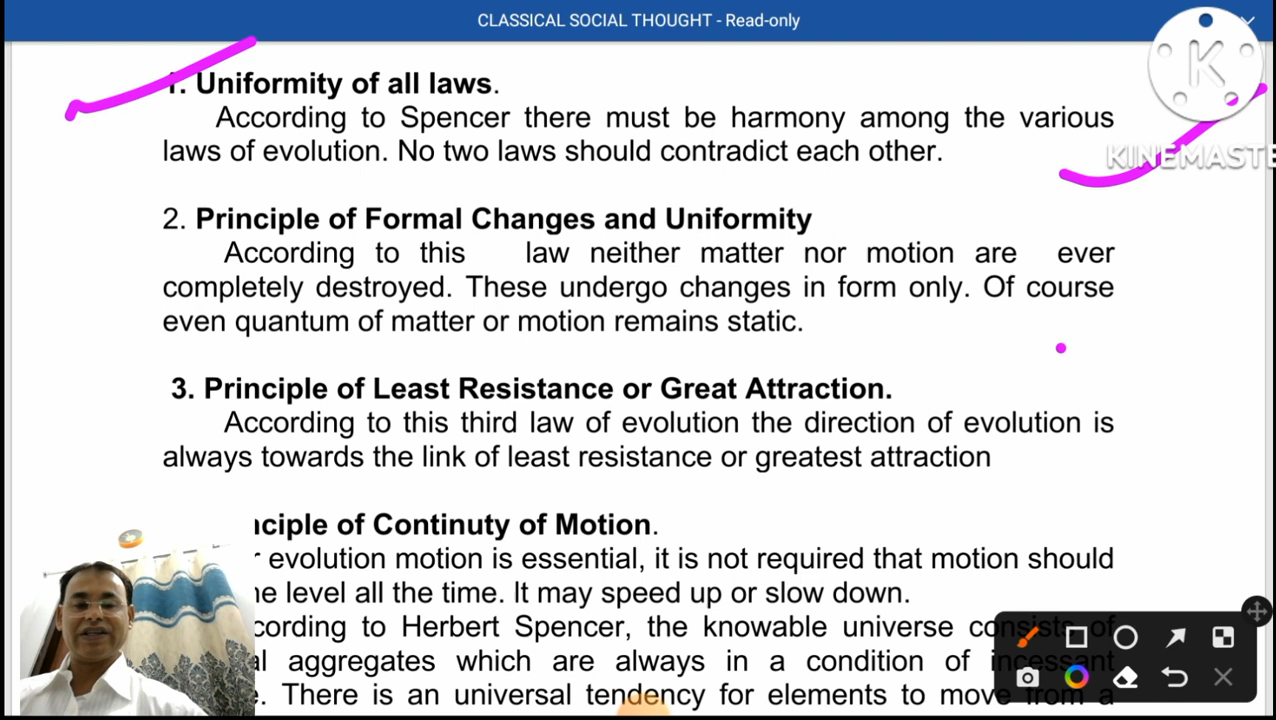 CLASSICAL SOCIAL THOUGHT - Read-only
1. Uniformity of all laws.
According to Spencer there must be harmony among the various
laws of evolution. No two laws should contradict each other.
KINEMASTE
2. Principle of Formal Changes and Uniformity
According to this law neither matter nor motion are ever
completely destroyed. These undergo changes in form only. Of course
even quantum of matter or motion remains static.
3. Principle of Least Resistance or Great Attraction.
According to this third law of evolution the direction of evolution is
always towards the link of least resistance or greatest attraction
nciple of Continuty of Motion.
r evolution motion is essential, it is not required that motion should
e level all the time. It may speed up or slow down.
cording to Herbert Spencer, the knowable universe consists of
al aggregates which are always in a condition of incessant
e. There is an universal tendency for elements to move from a